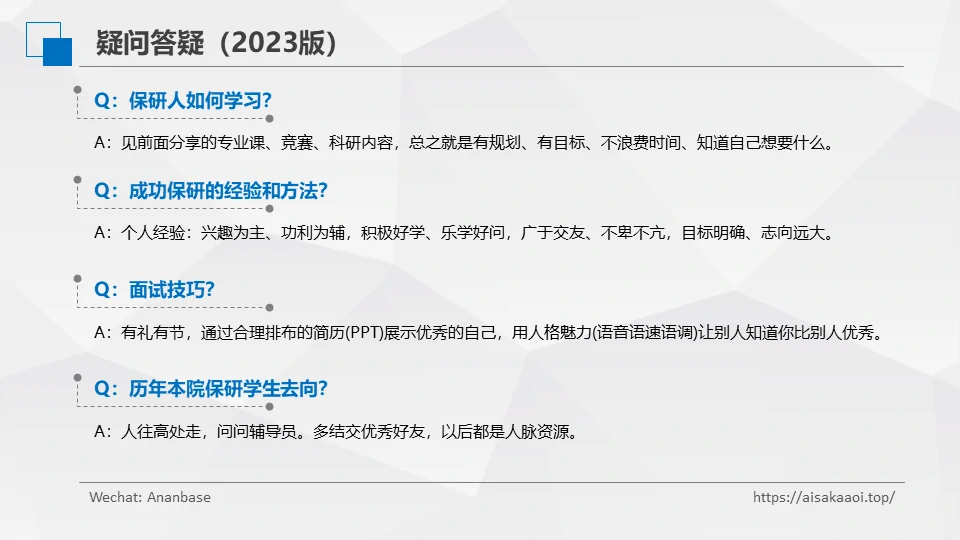 疑问答疑（2023版）
Q：保研人如何学习？
A：见前面分享的专业课、竞赛、科研内容，总之就是有规划、有目标、不浪费时间、知道自己想要什么。
Q：成功保研的经验和方法？
A：个人经验：兴趣为主、功利为辅，积极好学、乐学好问，广于交友、不卑不亢，目标明确、志向远大。
Q：面试技巧？
A：有礼有节，通过合理排布的简历(PPT)展示优秀的自己，用人格魅力(语音语速语调)让别人知道你比别人优秀。
Q：历年本院保研学生去向？
A：人往高处走，问问辅导员。多结交优秀好友，以后都是人脉资源。
Wechat: Ananbase
https://aisakaaoi.top/